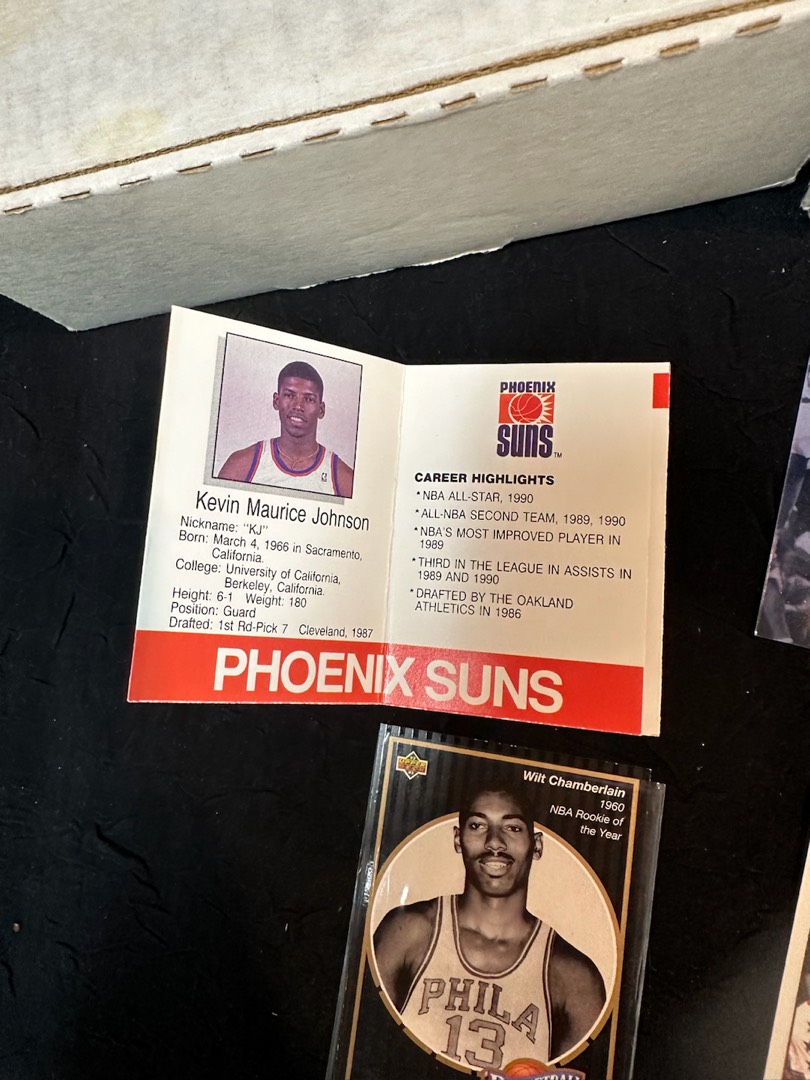 Kevin Maurice Johnson
Nickname: "KJ"
Born: March 4, 1966 in Sacramento,
California.
College: University of California,
Berkeley, California.
Height: 6-1 Weight: 180
Position: Guard
Drafted: 1st Rd-Pick 7 Cleveland, 1987
PHOENIX
SUNS
TM
CAREER HIGHLIGHTS
*NBA ALL-STAR, 1990
*ALL-NBA SECOND TEAM, 1989, 1990
*NBA'S MOST IMPROVED PLAYER IN
1989
*THIRD IN THE LEAGUE IN ASSISTS IN
1989 AND 1990
*DRAFTED BY THE OAKLAND
ATHLETICS IN 1986
PHOENIX SUNS
Wilt Chamberlain
1960
NBA Rookie of
the Year
PHILA
13